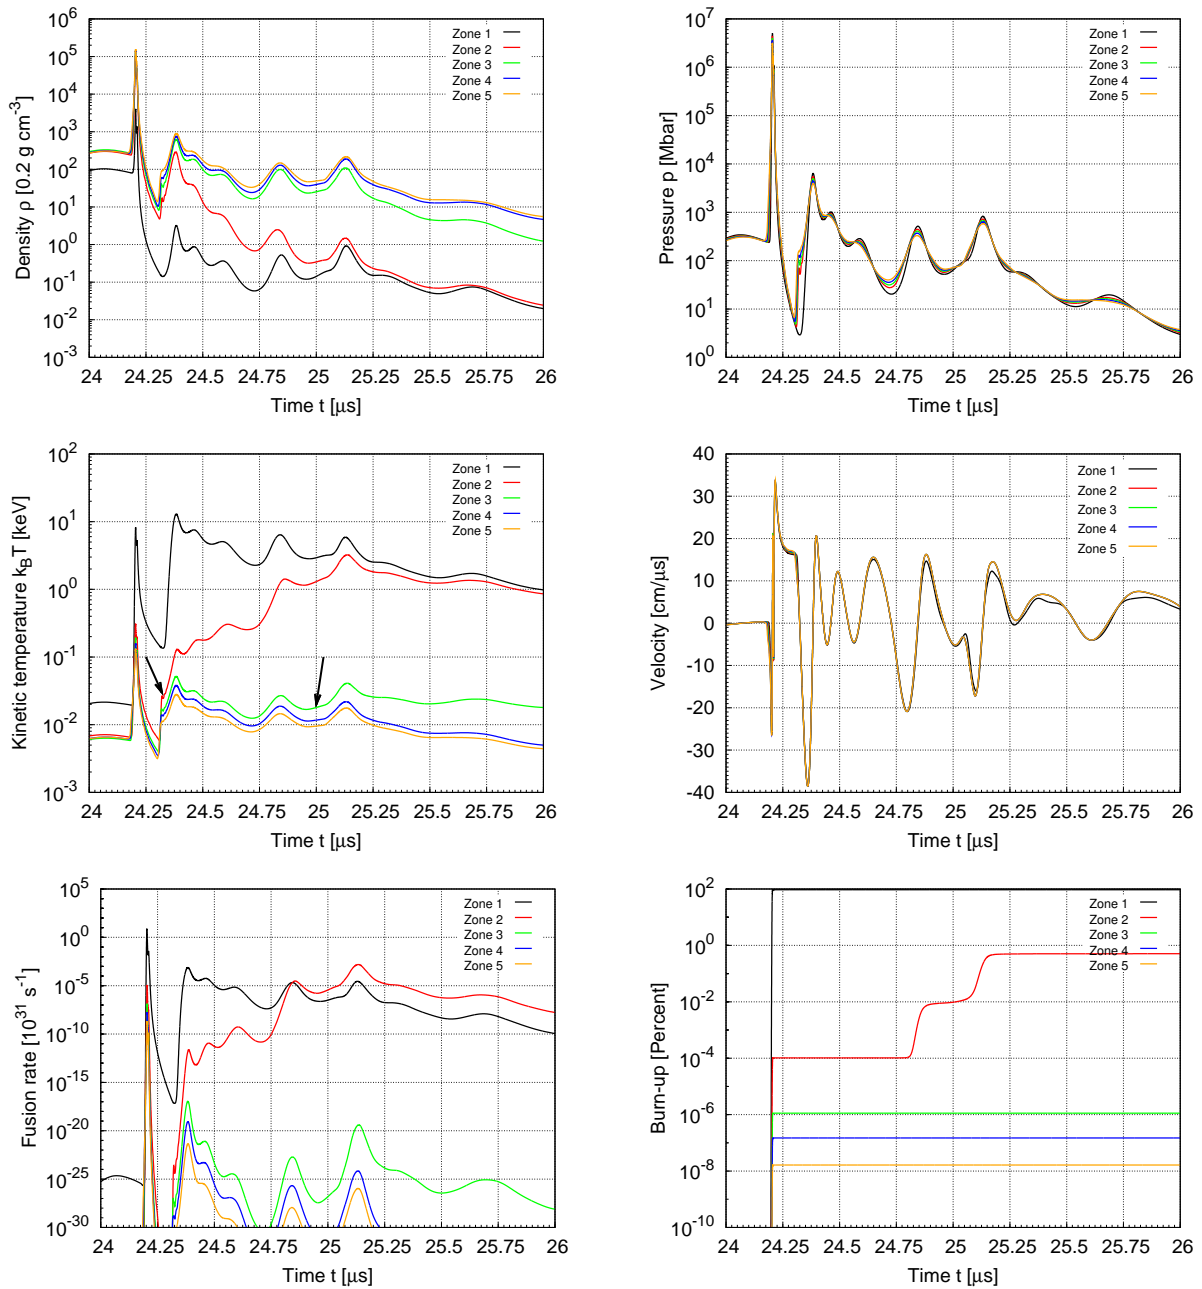 Density ρ [0.2 g cm-3]
10^6
10^5
10^4
10^3
10^2
10^1
10^0
10^-1
10^-2
10^-3
Zone 1
Zone 2
Zone 3
Zone 4
Zone 5
24 24.25 24.5 24.75 25 25.25 25.5 25.75 26
Time t [μs]
Pressure p [Mbar]
10^7
10^6
10^5
10^4
10^3
10^2
10^1
10^0
Zone 1
Zone 2
Zone 3
Zone 4
Zone 5
24 24.25 24.5 24.75 25 25.25 25.5 25.75 26
Time t [μs]
Kinetic temperature k_BT [keV]
10^2
10^1
10^0
10^-1
10^-2
10^-3
Zone 1
Zone 2
Zone 3
Zone 4
Zone 5
24 24.25 24.5 24.75 25 25.25 25.5 25.75 26
Time t [μs]
Velocity [cm/μs]
40
30
20
10
0
-10
-20
-30
-40
Zone 1
Zone 2
Zone 3
Zone 4
Zone 5
24 24.25 24.5 24.75 25 25.25 25.5 25.75 26
Time t [μs]
Fusion rate [10^31 s^-1]
10^5
10^0
10^-5
10^-10
10^-15
10^-20
10^-25
10^-30
Zone 1
Zone 2
Zone 3
Zone 4
Zone 5
24 24.25 24.5 24.75 25 25.25 25.5 25.75 26
Time t [μs]
Burn-up [Percent]
10^2
10^0
10^-2
10^-4
10^-6
10^-8
10^-10
Zone 1
Zone 2
Zone 3
Zone 4
Zone 5
24 24.25 24.5 24.75 25 25.25 25.5 25.75 26
Time t [μs]